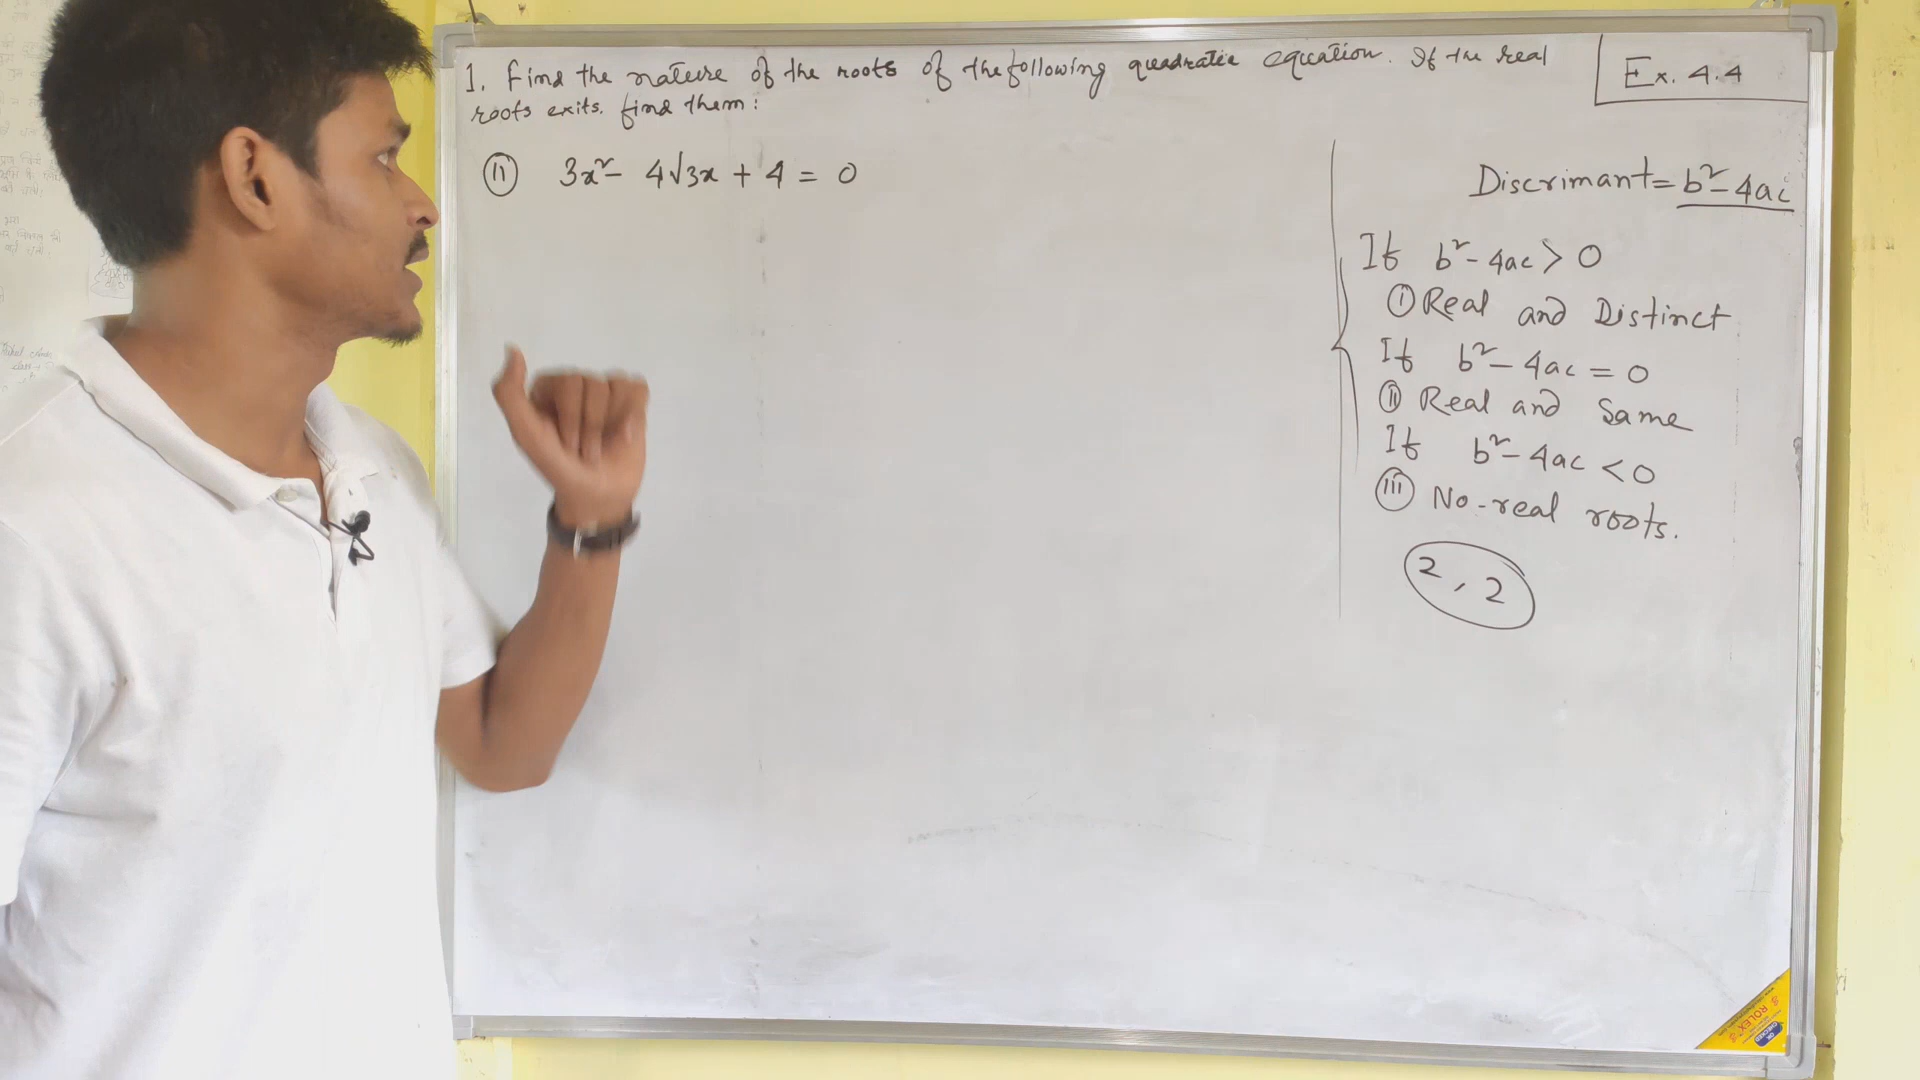 1. Find the nature of the roots of the following quadratic equation. If the real
roots exits. find them:
Ex. 4.4
(ii) 3x² - 4√3x + 4 = 0
Discrimant = b² - 4ac
If b² - 4ac > 0
(i) Real and Distinct
If b² - 4ac = 0
(ii) Real and Same
If b² - 4ac < 0
(iii) No-real roots.
2, 2
ROLEX